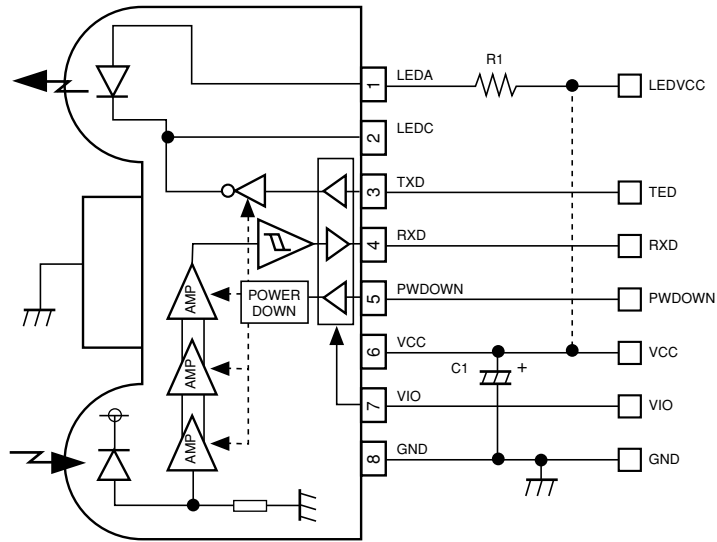 R1
1 LEDA LEDVCC
2 LEDC
3 TXD TED
4 RXD RXD
AMP
POWER
DOWN
5 PWDOWN PWDOWN
6 VCC VCC
AMP
C1 +
7 VIO VIO
AMP
8 GND GND